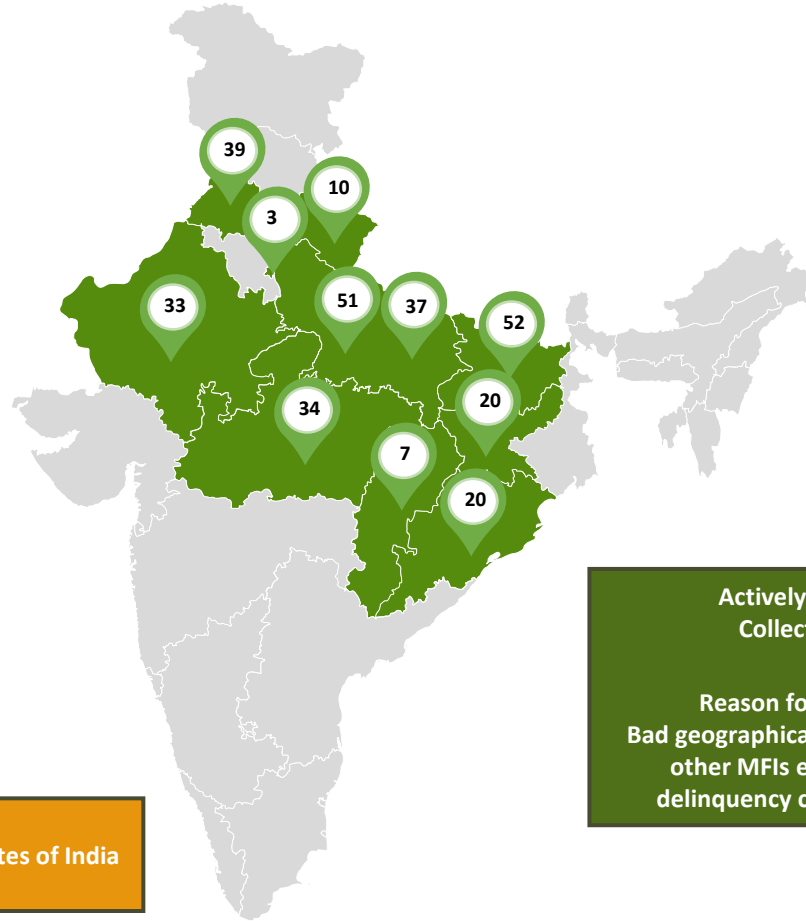 39
10
3
33
51
37
52
34
20
7
20
Actively
Collect
Reason fo
Bad geographica
other MFIs e
delinquency o
tes of India